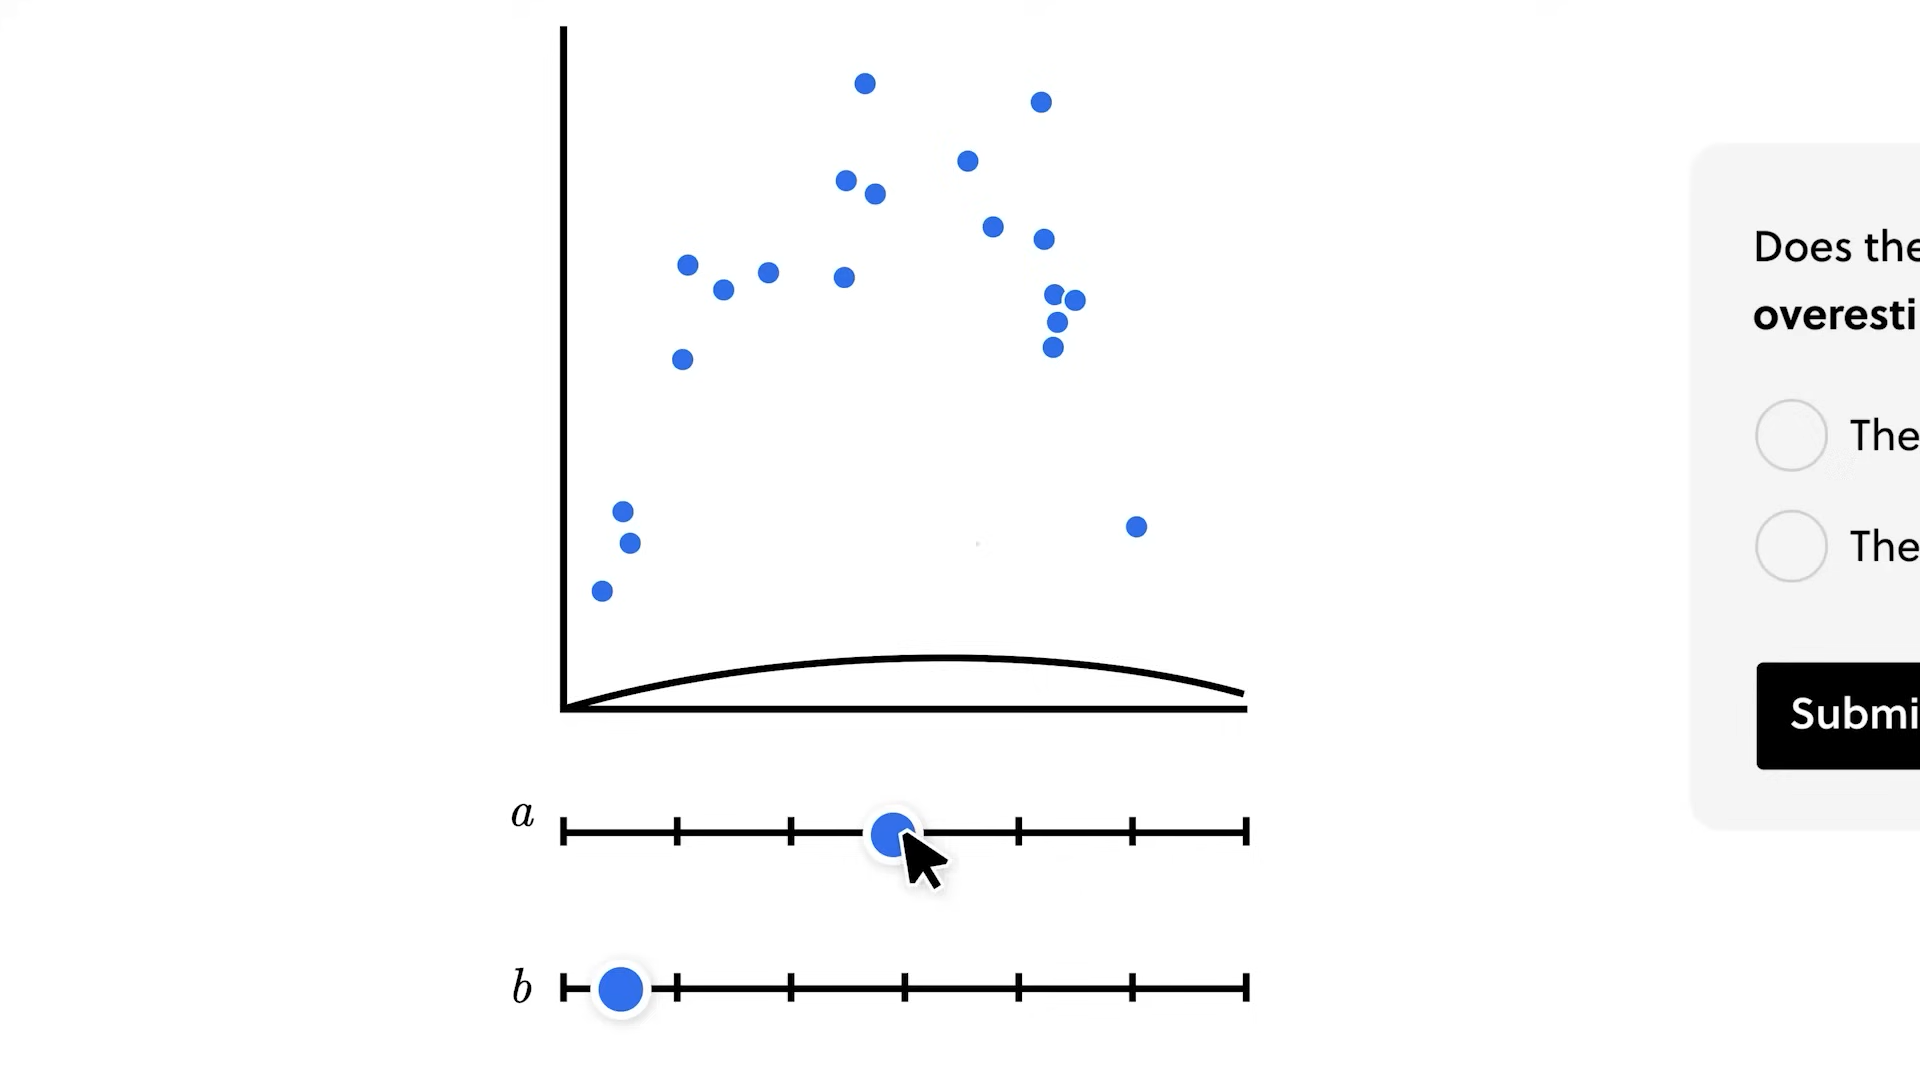 Does the
overesti
The
The
Submi
a
b